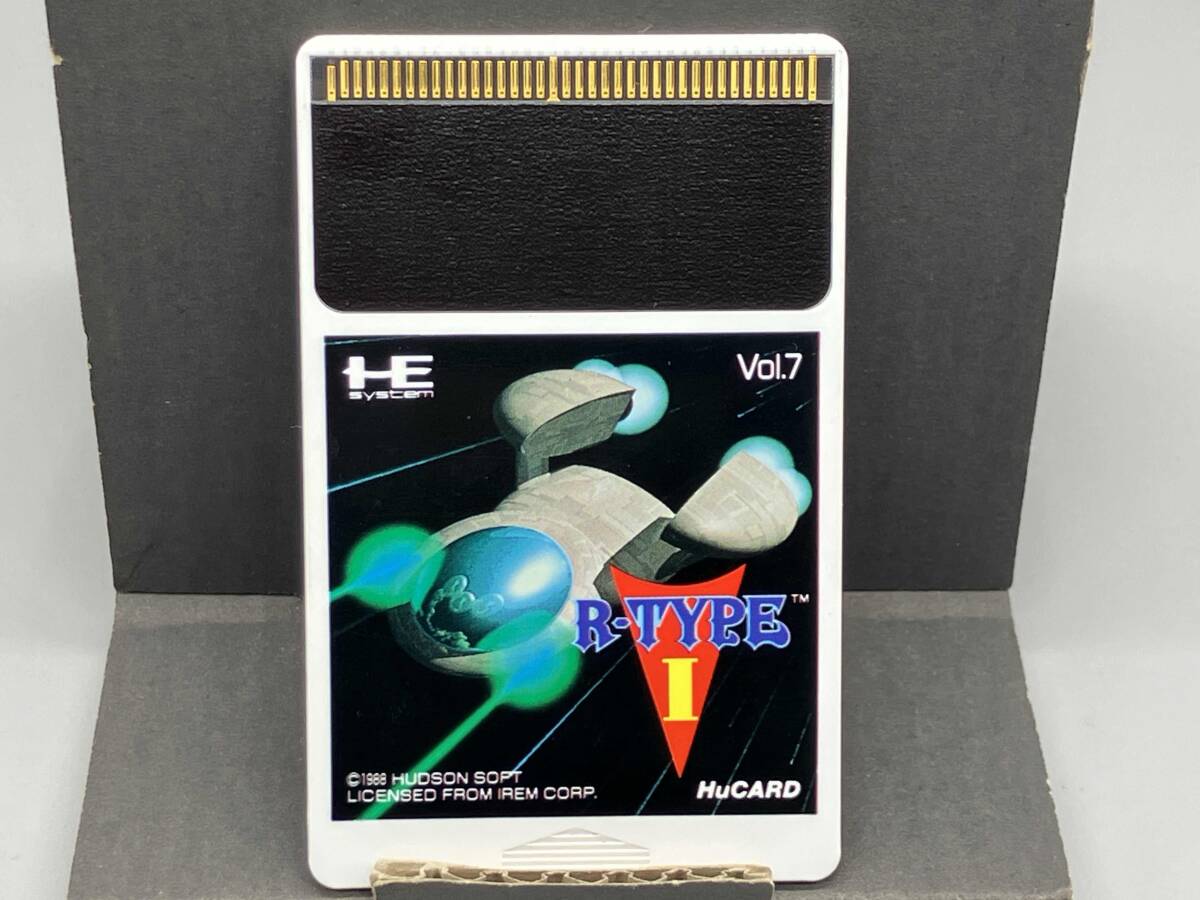 HE
system
Vol.7
R-TYPE™
I
©1988 HUDSON SOFT
LICENSED FROM IREM CORP.
HuCARD